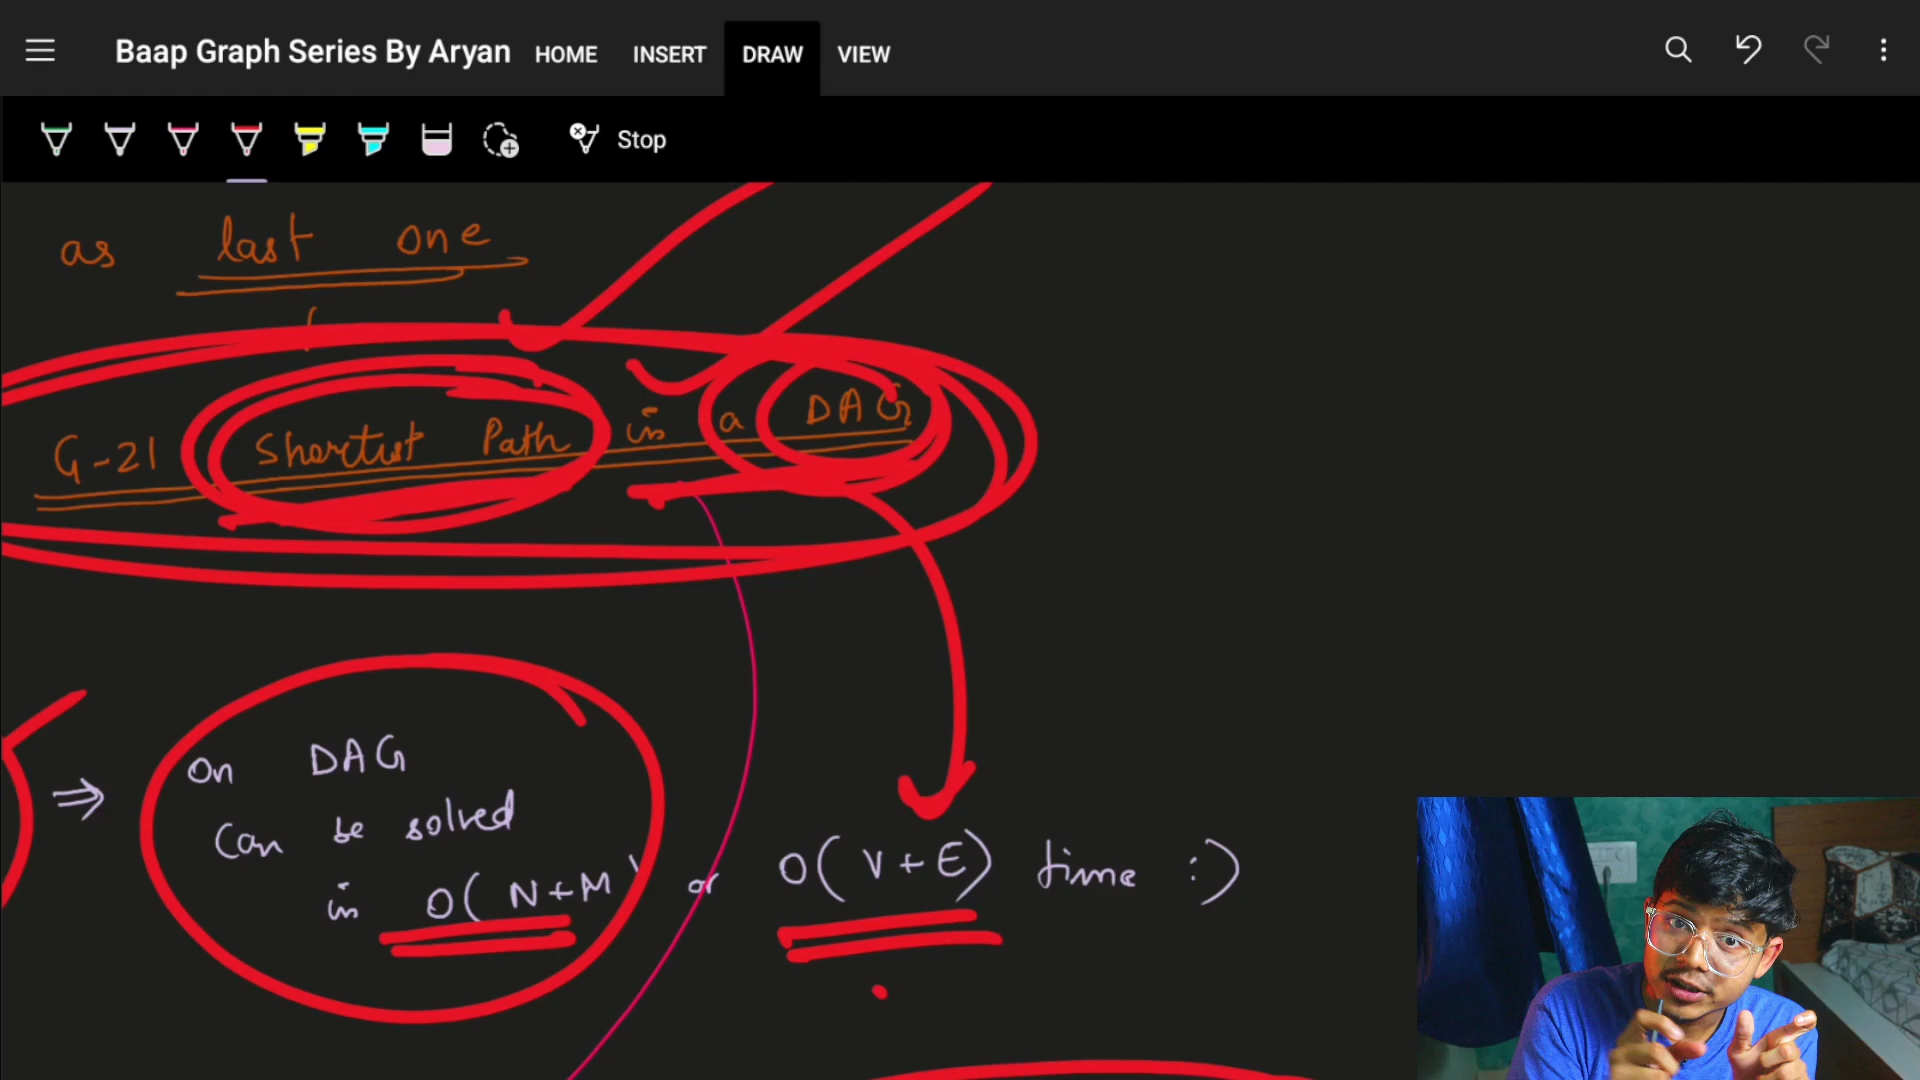 Baap Graph Series By Aryan HOME INSERT DRAW VIEW
Stop
as last one
G-21 Shortest Path in a DAG
On DAG
Can be solved
in O(N+M) or O(V+E) time :)